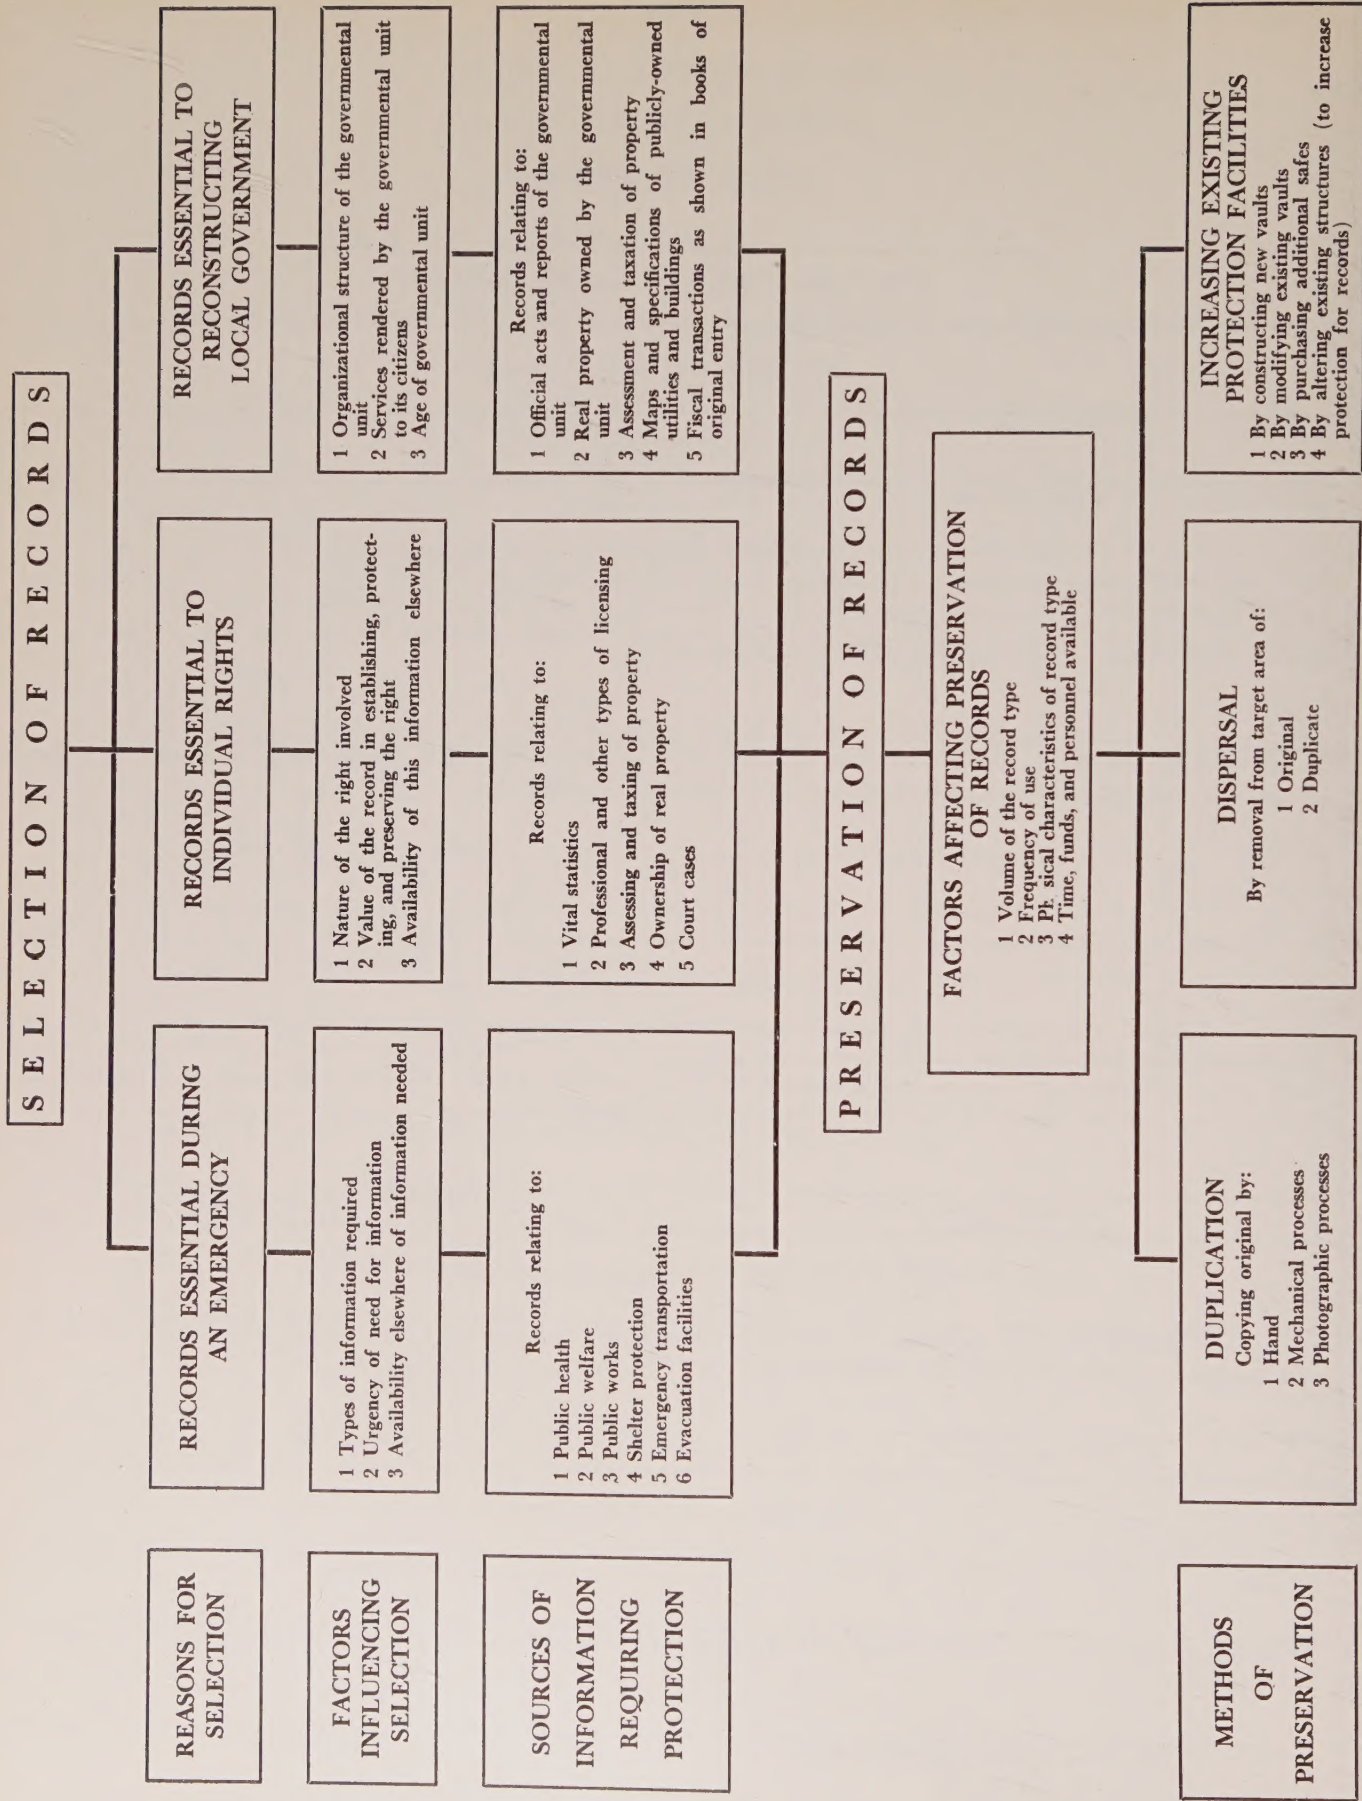 SELECTION OF RECORDS
REASONS FOR
SELECTION
RECORDS ESSENTIAL DURING
AN EMERGENCY
RECORDS ESSENTIAL TO
INDIVIDUAL RIGHTS
RECORDS ESSENTIAL TO
RECONSTRUCTING
LOCAL GOVERNMENT
FACTORS
INFLUENCING
SELECTION
1 Types of information required
2 Urgency of need for information
3 Availability elsewhere of information needed
1 Nature of the right involved
2 Value of the record in establishing, protect-
ing, and preserving the right
3 Availability of this information elsewhere
1 Organizational structure of the governmental
unit
2 Services rendered by the governmental unit
to its citizens
3 Age of governmental unit
SOURCES OF
INFORMATION
REQUIRING
PROTECTION
Records relating to:
1 Public health
2 Public welfare
3 Public works
4 Shelter protection
5 Emergency transportation
6 Evacuation facilities
Records relating to:
1 Vital statistics
2 Professional and other types of licensing
3 Assessing and taxing of property
4 Ownership of real property
5 Court cases
Records relating to:
1 Official acts and reports of the governmental
unit
2 Real property owned by the governmental
unit
3 Assessment and taxation of property
4 Maps and specifications of publicly-owned
utilities and buildings
5 Fiscal transactions as shown in books of
original entry
PRESERVATION OF RECORDS
FACTORS AFFECTING PRESERVATION
OF RECORDS
1 Volume of the record type
2 Frequency of use
3 Ph sical characteristics of record type
4 Time, funds, and personnel available
METHODS
OF
PRESERVATION
DUPLICATION
Copying original by:
1 Hand
2 Mechanical processes
3 Photographic processes
DISPERSAL
By removal from target area of:
1 Original
2 Duplicate
INCREASING EXISTING
PROTECTION FACILITIES
1 By constructing new vaults
2 By modifying existing vaults
3 By purchasing additional safes
4 By altering existing structures (to increase
protection for records)